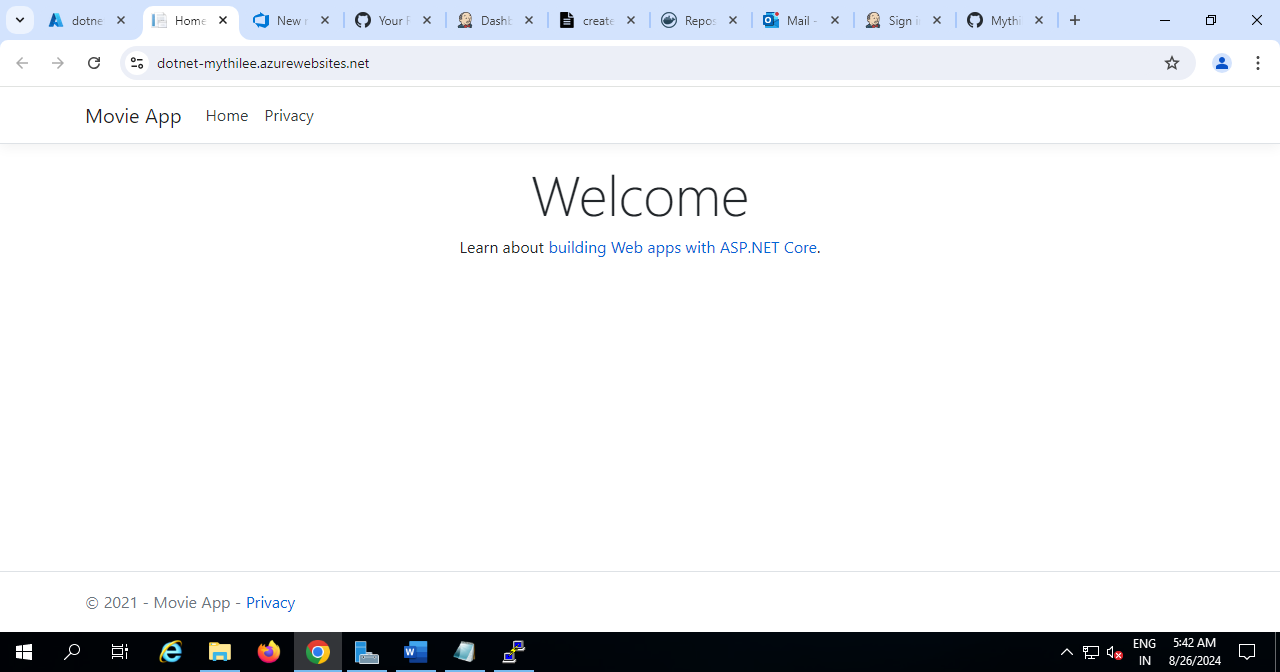 dotne
Home
New r
Your F
Dashb
create
Repos
Mail -
Sign i
Mythi
dotnet-mythilee.azurewebsites.net
Movie App Home Privacy
Welcome
Learn about building Web apps with ASP.NET Core.
© 2021 - Movie App - Privacy
ENG
IN
5:42 AM
8/26/2024